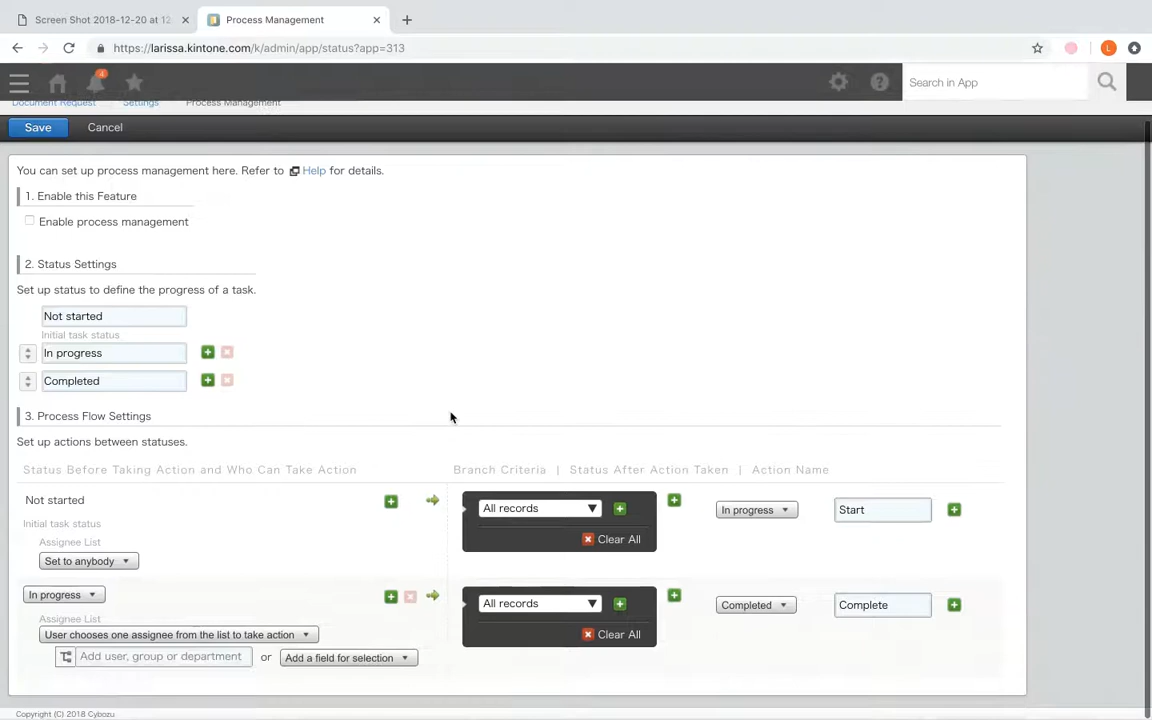 Screen Shot 2018-12-20 at 12
Process Management
https://larissa.kintone.com/k/admin/app/status?app=313
L
4
Search in App
Document Request Settings Process Management
Save Cancel
You can set up process management here. Refer to Help for details.
1. Enable this Feature
Enable process management
2. Status Settings
Set up status to define the progress of a task.
Not started
Initial task status
In progress
Completed
3. Process Flow Settings
Set up actions between statuses.
Status Before Taking Action and Who Can Take Action Branch Criteria | Status After Action Taken | Action Name
Not started
All records
In progress
Start
Initial task status
Clear All
Assignee List
Set to anybody
In progress
All records
Completed
Complete
Assignee List
User chooses one assignee from the list to take action
Clear All
Add user, group or department or Add a field for selection
Copyright (C) 2018 Cybozu